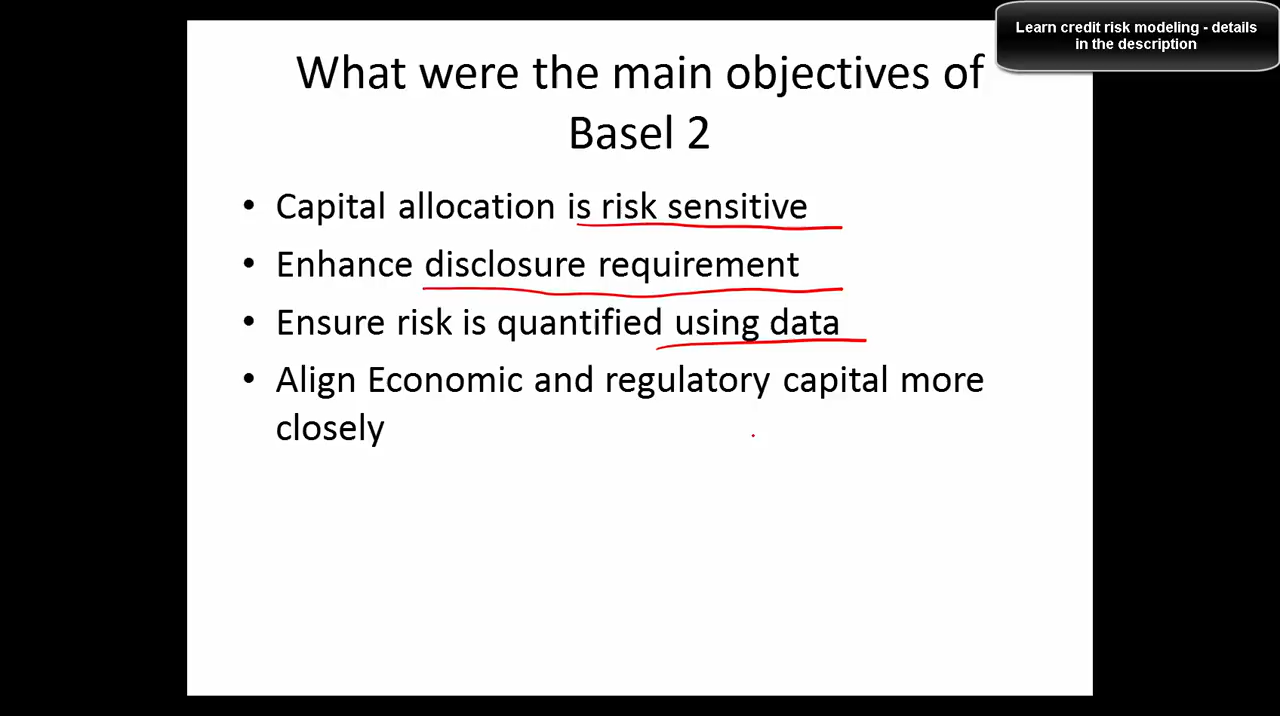 Learn credit risk modeling - details
in the description
What were the main objectives of
Basel 2
• Capital allocation is risk sensitive
• Enhance disclosure requirement
• Ensure risk is quantified using data
• Align Economic and regulatory capital more
closely